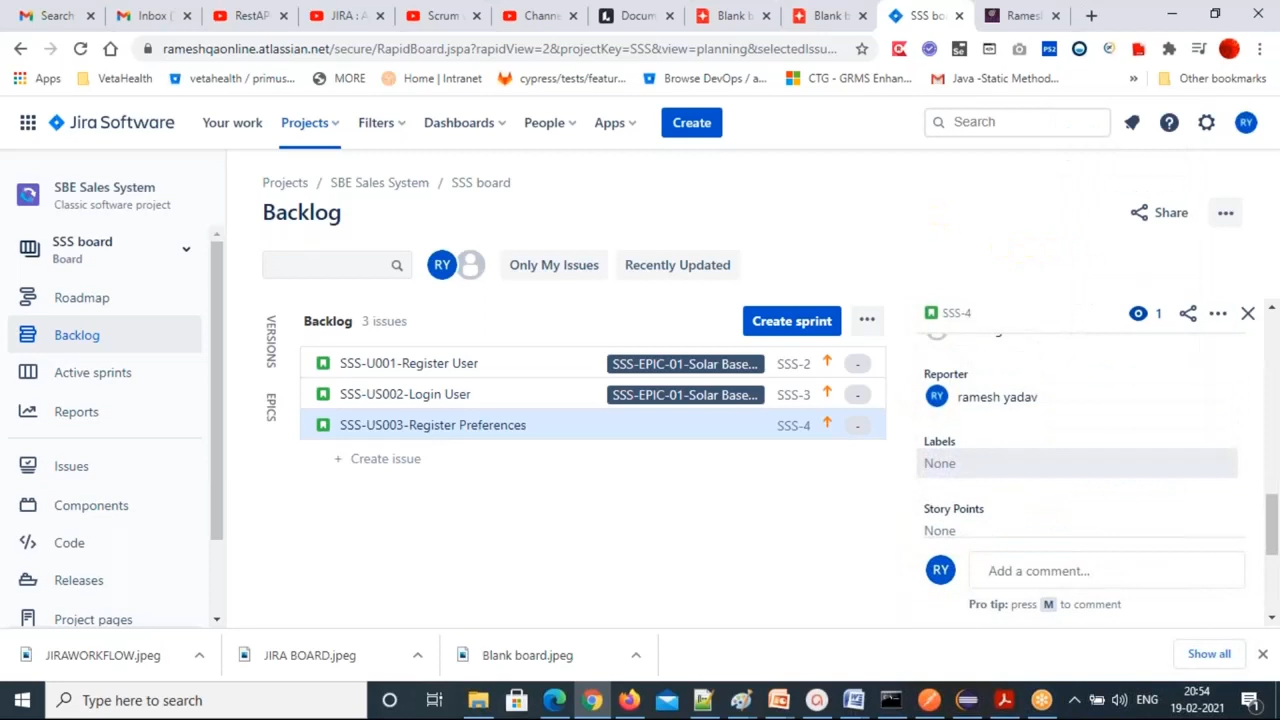 Search
Inbox (
RestAP
JIRA : A
Scrum
Channe
Docum
Blank b
Blank b
SSS bo
Ramesl
rameshqaonline.atlassian.net/secure/RapidBoard.jspa?rapidView=2&projectKey=SSS&view=planning&selectedIssu...
Apps
VetaHealth
vetahealth / primus...
MORE
Home | Intranet
cypress/tests/featur...
Browse DevOps / a...
CTG - GRMS Enhan...
Java -Static Method...
»
Other bookmarks
Jira Software
Your work
Projects
Filters
Dashboards
People
Apps
Create
Search
RY
SBE Sales System
Classic software project
SSS board
Board
Roadmap
Backlog
Active sprints
Reports
Issues
Components
Code
Releases
Project pages
Projects / SBE Sales System / SSS board
Backlog
Share
RY
Only My Issues
Recently Updated
VERSIONS
EPICS
Backlog 3 issues
Create sprint
SSS-U001-Register User SSS-EPIC-01-Solar Base... SSS-2 -
SSS-US002-Login User SSS-EPIC-01-Solar Base... SSS-3 -
SSS-US003-Register Preferences SSS-4 -
+ Create issue
SSS-4
1
Reporter
RY ramesh yadav
Labels
None
Story Points
None
RY
Add a comment...
Pro tip: press M to comment
JIRAWORKFLOW.jpeg
JIRA BOARD.jpeg
Blank board.jpeg
Show all
Type here to search
ENG
20:54
19-02-2021
1